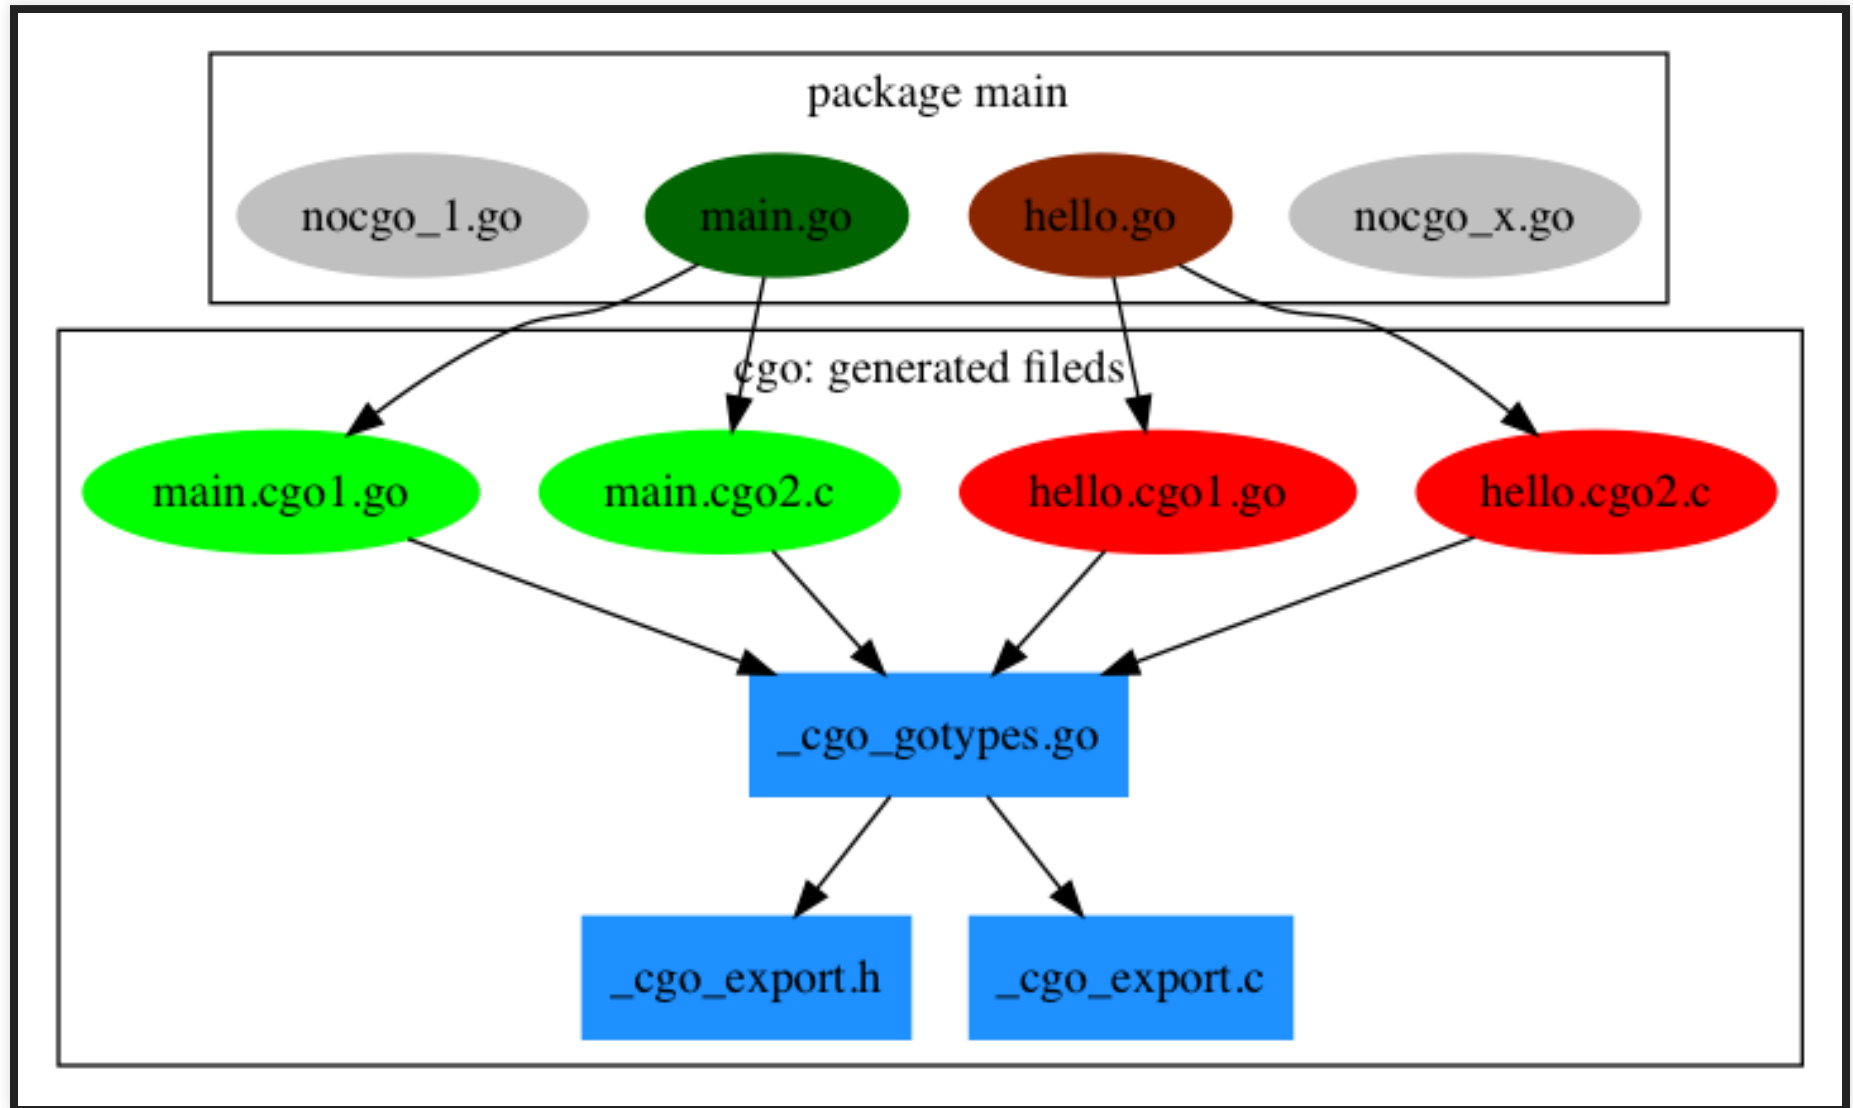 package main
nocgo_1.go
main.go
hello.go
nocgo_x.go
cgo: generated fileds
main.cgo1.go
main.cgo2.c
hello.cgo1.go
hello.cgo2.c
_cgo_gotypes.go
_cgo_export.h
_cgo_export.c